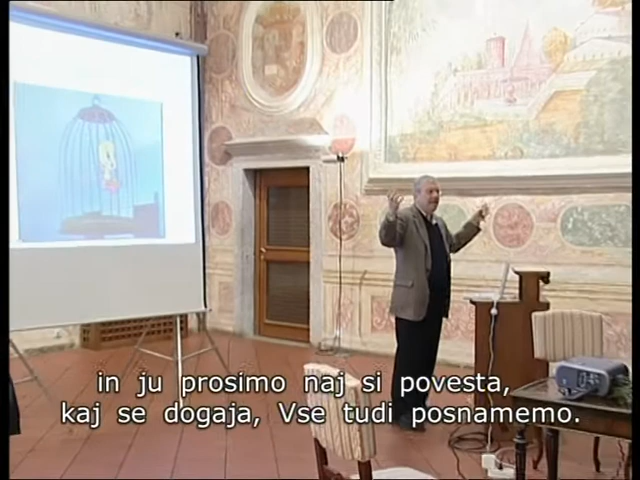 in ju prosimo naj si povesta,
kaj se dogaja, Vse tudi posnamemo.